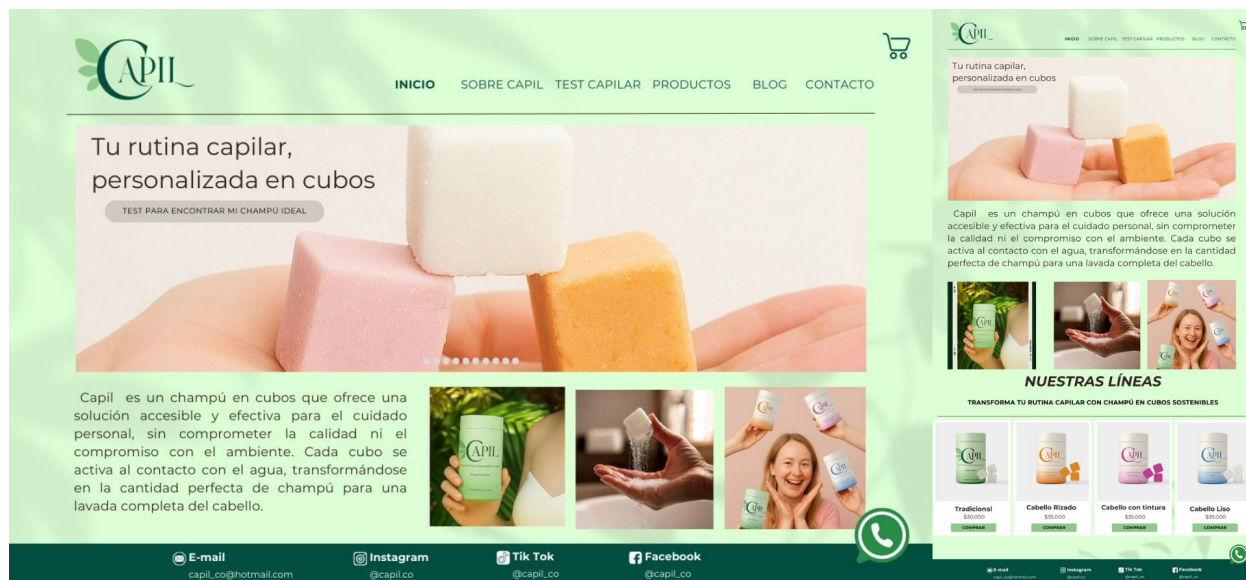 CAPIL
INICIO SOBRE CAPIL TEST CAPILAR PRODUCTOS BLOG CONTACTO
Tu rutina capilar,
personalizada en cubos
TEST PARA ENCONTRAR MI CHAMPÚ IDEAL
Capil es un champú en cubos que ofrece una
solución accesible y efectiva para el cuidado
personal, sin comprometer la calidad ni el
compromiso con el ambiente. Cada cubo se
activa al contacto con el agua, transformándose
en la cantidad perfecta de champú para una
lavada completa del cabello.
CAPIL
E-mail
capil_co@hotmail.com
Instagram
@capil.co
Tik Tok
@capil_co
Facebook
@capil_co
CAPIL
INICIO SOBRE CAPIL TEST CAPILAR PRODUCTOS BLOG CONTACTO
Tu rutina capilar,
personalizada en cubos
Capil es un champú en cubos que ofrece una solución
accesible y efectiva para el cuidado personal, sin comprometer
la calidad ni el compromiso con el ambiente. Cada cubo se
activa al contacto con el agua, transformándose en la cantidad
perfecta de champú para una lavada completa del cabello.
CAPIL
NUESTRAS LÍNEAS
TRANSFORMA TU RUTINA CAPILAR CON CHAMPÚ EN CUBOS SOSTENIBLES
CAPIL
CAPIL
CAPIL
CAPIL
Tradicional
$30.000
COMPRAR
Cabello Rizado
$35.000
COMPRAR
Cabello con tintura
$35.000
COMPRAR
Cabello Liso
$35.000
COMPRAR
E-mail
Instagram
Tik Tok
Facebook